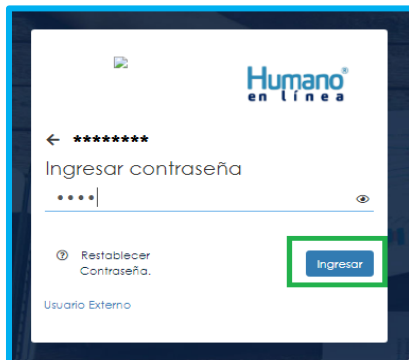 Humano®
en línea
← ********
Ingresar contraseña
••••
Restablecer
Contraseña.
Ingresar
Usuario Externo